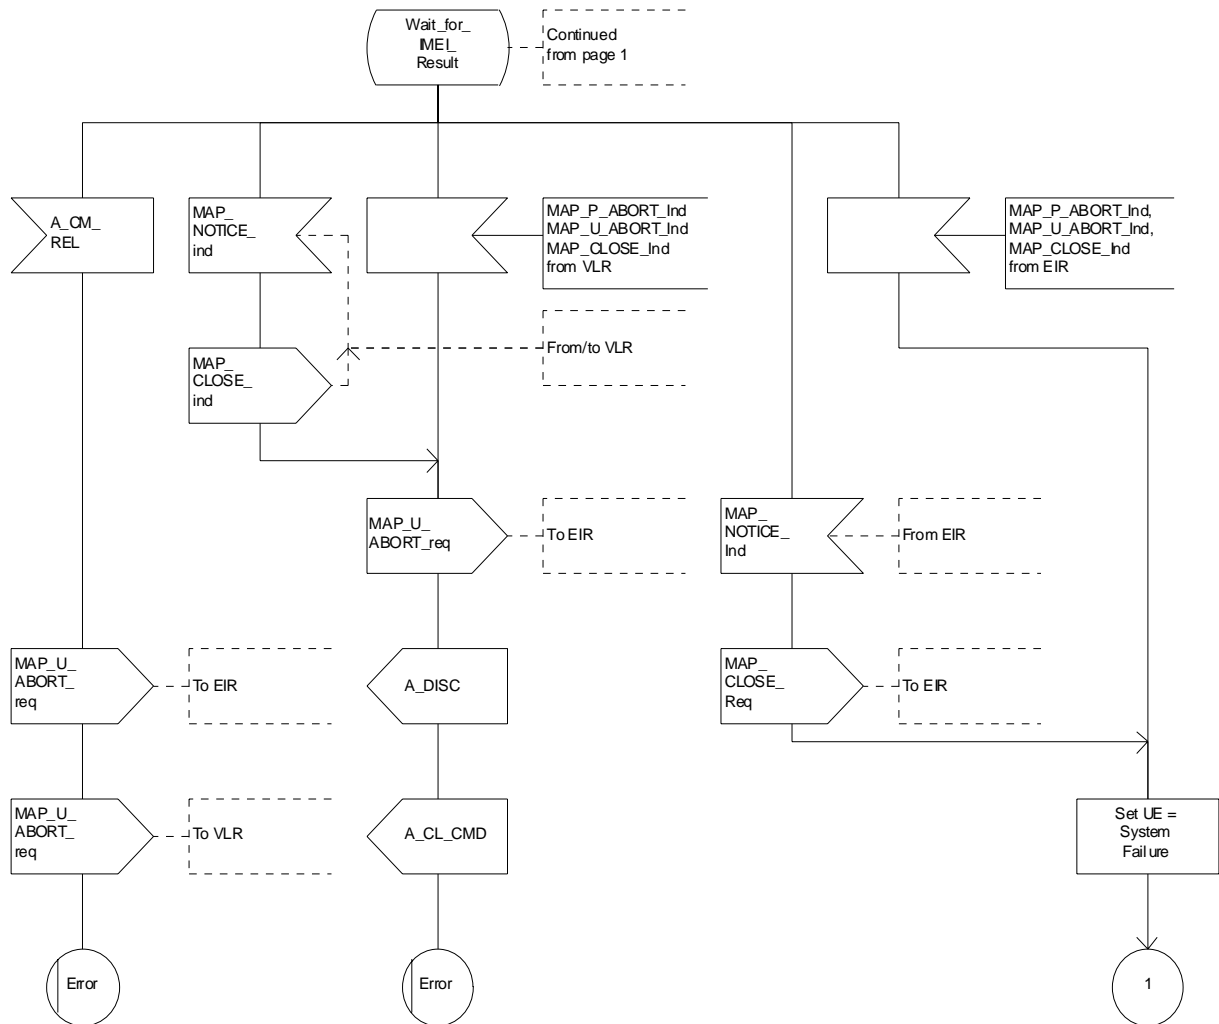 Wait_for_
IMEI_
Result
Continued
from page 1
A_CM_
REL
MAP_
NOTICE_
ind
MAP_P_ABORT_Ind
MAP_U_ABORT_Ind
MAP_CLOSE_Ind
from VLR
MAP_P_ABORT_Ind,
MAP_U_ABORT_Ind,
MAP_CLOSE_Ind
from EIR
MAP_
CLOSE_
ind
From/to VLR
MAP_U_
ABORT_req
To EIR
MAP_
NOTICE_
Ind
From EIR
MAP_U_
ABORT_
req
To EIR
A_DISC
MAP_
CLOSE_
Req
To EIR
MAP_U_
ABORT_
req
To VLR
A_CL_CMD
Set UE =
System
Failure
Error
Error
1